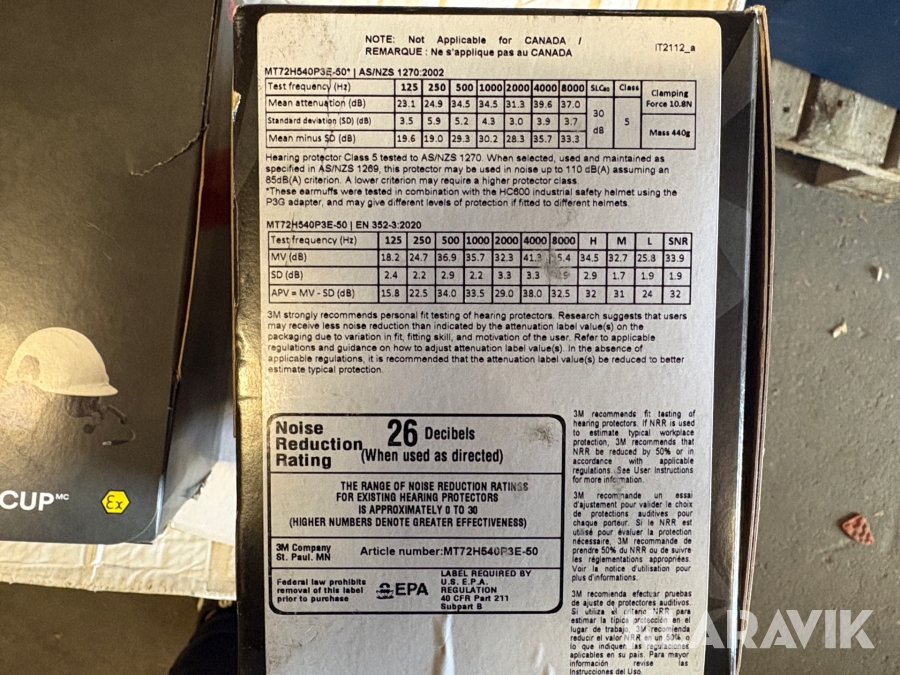 NOTE: Not Applicable for CANADA /
REMARQUE : Ne s'applique pas au CANADA
IT2112_a
MT72H540P3E-50* | AS/NZS 1270:2002
Test frequency (Hz) 125 250 500 1000 2000 4000 8000 SLC80 Class Clamping Force 10.8N
Mean attenuation (dB) 23.1 24.9 34.5 34.5 31.3 39.6 37.0 30 dB 5
Standard deviation (SD) (dB) 3.5 5.9 5.2 4.3 3.0 3.9 3.7 Mass 440g
Mean minus SD (dB) 19.6 19.0 29.3 30.2 28.3 35.7 33.3
Hearing protector Class 5 tested to AS/NZS 1270. When selected, used and maintained as
specified in AS/NZS 1269, this protector may be used in noise up to 110 dB(A) assuming an
85dB(A) criterion. A lower criterion may require a higher protector class.
*These earmuffs were tested in combination with the HC600 industrial safety helmet using the
P3G adapter, and may give different levels of protection if fitted to different helmets.
MT72H540P3E-50 | EN 352-3:2020
Test frequency (Hz) 125 250 500 1000 2000 4000 8000 H M L SNR
MV (dB) 18.2 24.7 36.9 35.7 32.3 41.3 5.4 34.5 32.7 25.8 33.9
SD (dB) 2.4 2.2 2.9 2.2 3.3 3.3 2.9 1.7 1.9 1.9
APV = MV - SD (dB) 15.8 22.5 34.0 33.5 29.0 38.0 32.5 32 31 24 32
3M strongly recommends personal fit testing of hearing protectors. Research suggests that users
may receive less noise reduction than indicated by the attenuation label value(s) on the
packaging due to variation in fit, fitting skill, and motivation of the user. Refer to applicable
regulations and guidance on how to adjust attenuation label value(s). In the absence of
applicable regulations, it is recommended that the attenuation label value(s) be reduced to better
estimate typical protection.
Noise
Reduction
Rating
26 Decibels
(When used as directed)
THE RANGE OF NOISE REDUCTION RATINGS
FOR EXISTING HEARING PROTECTORS
IS APPROXIMATELY 0 TO 30
(HIGHER NUMBERS DENOTE GREATER EFFECTIVENESS)
3M Company
St. Paul. MN
Article number:MT72H540P3E-50
Federal law prohibits
removal of this label
prior to purchase
EPA
LABEL REQUIRED BY
U.S. E.P.A.
REGULATION
40 CFR Part 211
Subpart B
3M recommends fit testing of
hearing protectors. If NRR is used
to estimate typical workplace
protection, 3M recommends that
NRR be reduced by 50% or in
accordance with applicable
regulations. See User Instructions
for more information.
3M recommande un essai
d'ajustement pour valider le choix
de protections auditives pour
chaque porteur. Si le NRR est
utilisé pour évaluer la protection
nécessaire, 3M recommande de
prendre 50% du NRR ou de suivre
les réglementations appropriées.
Voir la notice d'utilisation pour
plus d'informations.
3M recomienda efectuar pruebas
de ajuste de protectores auditivos.
Si utiliza el criterio NRR para
estimar la típica protección en el
lugar de trabajo, 3M recomienda
reducir el valor NRR en un 50% o
lo que indiquen las regulaciones
aplicables en su país. Para mayor
información revise las
Instrucciones del Uso.
CUP MC
Ex
ARAVIK